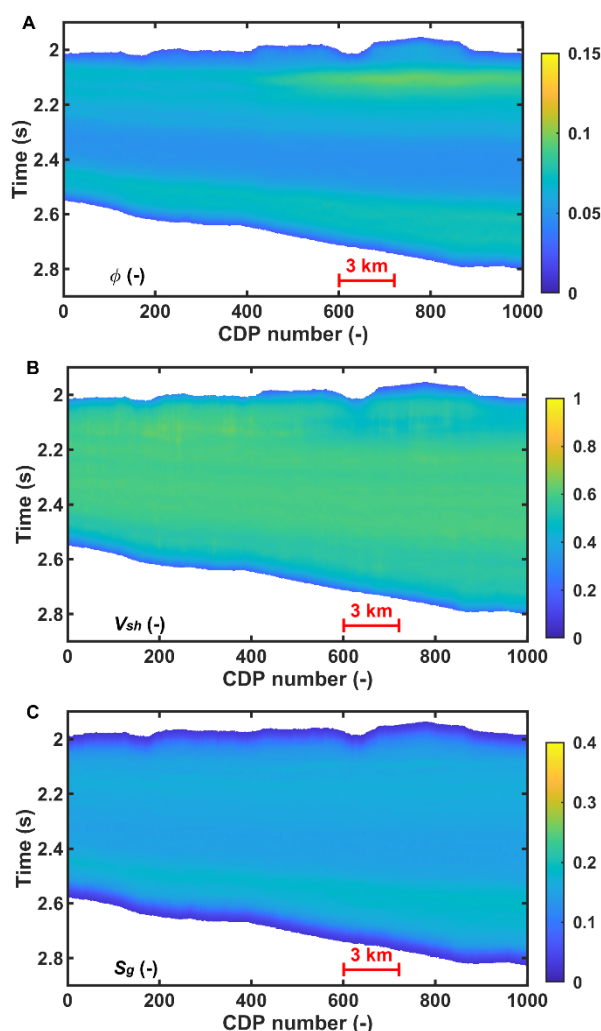 A
Time (s)
2
2.2
2.4
2.6
2.8
ϕ (-)
3 km
0 200 400 600 800 1000
CDP number (-)
0.15
0.1
0.05
0
B
Time (s)
2
2.2
2.4
2.6
2.8
Vsh (-)
3 km
0 200 400 600 800 1000
CDP number (-)
1
0.8
0.6
0.4
0.2
0
C
Time (s)
2
2.2
2.4
2.6
2.8
Sg (-)
3 km
0 200 400 600 800 1000
CDP number (-)
0.4
0.3
0.2
0.1
0